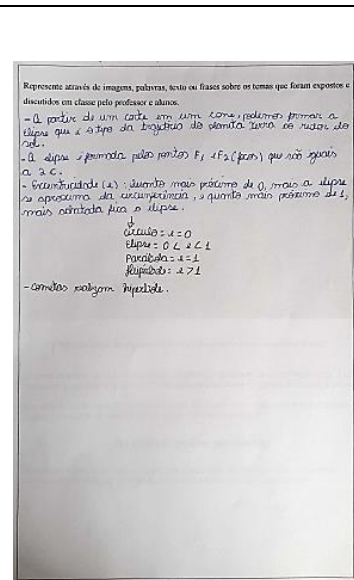 Represente através de imagens, palavras, texto ou frases sobre os temas que foram expostos e
discutidos em classe pelo professor e alunos.
- A partir de um corte em um cone, podemos formar a
elipse que é o tipo da trajetória do planeta Terra ao redor do
sol.
- A elipse é formada pelos pontos F₁ e F₂ (focos) que são iguais
a 2c.
- Excentricidade (e): quanto mais próximo de 0, mais a elipse
se aproxima da circunferência, e quanto mais próximo de 1,
mais achatada fica a elipse.
↓
Círculo: e = 0
Elipse: 0 < e < 1
Parábola: e = 1
Hipérbole: e > 1
- Cometas realizam hipérbole.